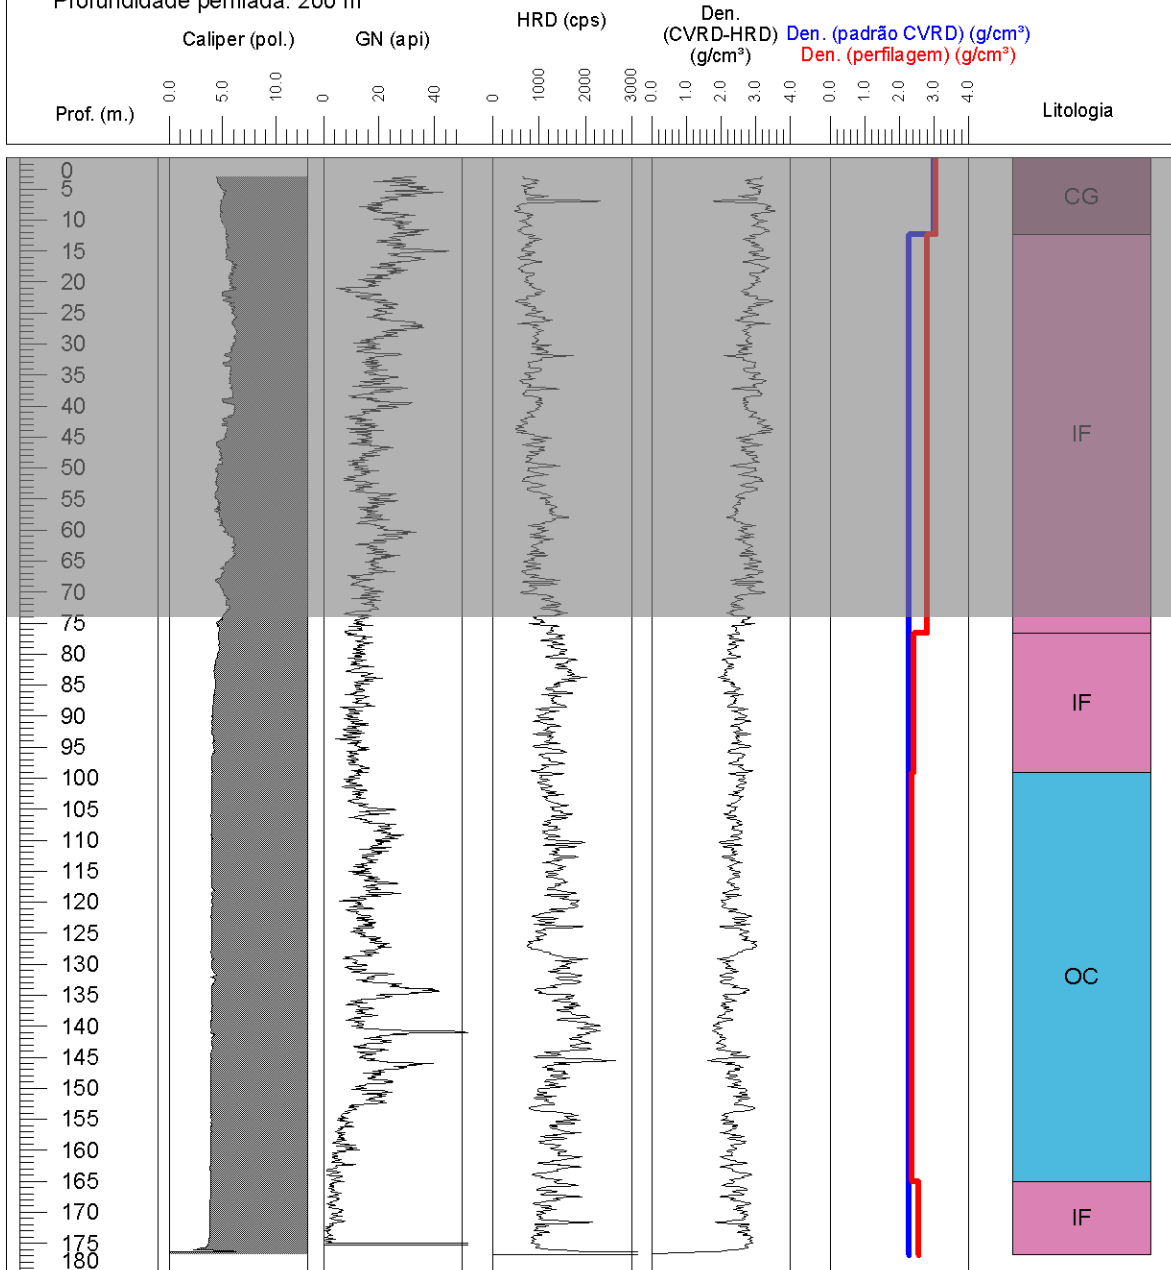 Profundidade perfilada: 200 m
Caliper (pol.)
GN (api)
HRD (cps)
Den.
(CVRD-HRD)
(g/cm³)
Den. (padrão CVRD) (g/cm³)
Den. (perfilagem) (g/cm³)
Prof. (m.)
Litologia
0.0 5.0 10.0
0 20 40
0 1000 2000 3000
0.0 1.0 2.0 3.0 4.0
0.0 1.0 2.0 3.0 4.0
0
5
10
15
20
25
30
35
40
45
50
55
60
65
70
75
80
85
90
95
100
105
110
115
120
125
130
135
140
145
150
155
160
165
170
175
180
CG
IF
IF
OC
IF